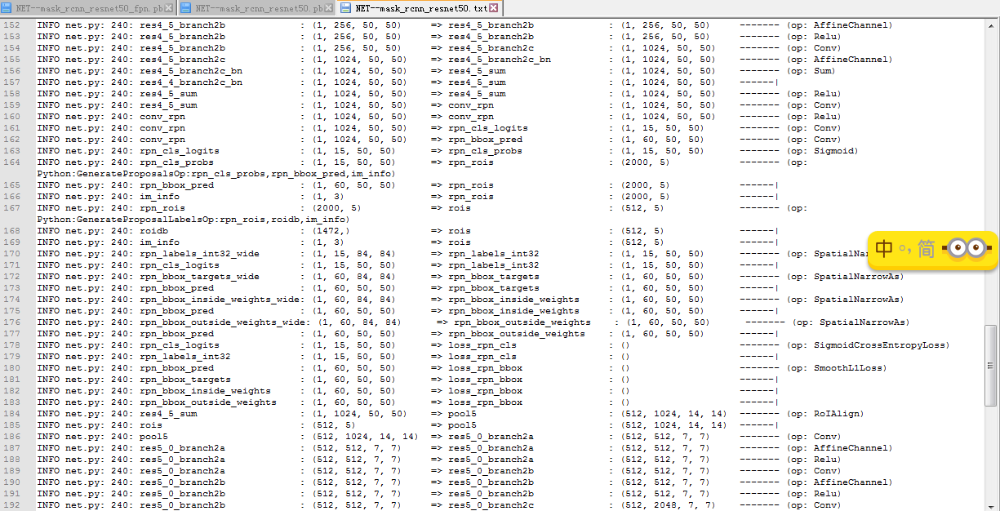 NET--mask_rcnn_resnet50_fpn.pb NET--mask_rcnn_resnet50.pb NET--mask_rcnn_resnet50.txt
152 INFO net.py: 240: res4_5_branch2b : (1, 256, 50, 50) => res4_5_branch2b : (1, 256, 50, 50) ------- (op: AffineChannel)
153 INFO net.py: 240: res4_5_branch2b : (1, 256, 50, 50) => res4_5_branch2b : (1, 256, 50, 50) ------- (op: Relu)
154 INFO net.py: 240: res4_5_branch2b : (1, 256, 50, 50) => res4_5_branch2c : (1, 1024, 50, 50) ------- (op: Conv)
155 INFO net.py: 240: res4_5_branch2c : (1, 1024, 50, 50) => res4_5_branch2c_bn : (1, 1024, 50, 50) ------- (op: AffineChannel)
156 INFO net.py: 240: res4_5_branch2c_bn : (1, 1024, 50, 50) => res4_5_sum : (1, 1024, 50, 50) ------- (op: Sum)
157 INFO net.py: 240: res4_4_branch2c_bn : (1, 1024, 50, 50) => res4_5_sum : (1, 1024, 50, 50) ------|
158 INFO net.py: 240: res4_5_sum : (1, 1024, 50, 50) => res4_5_sum : (1, 1024, 50, 50) ------- (op: Relu)
159 INFO net.py: 240: res4_5_sum : (1, 1024, 50, 50) => conv_rpn : (1, 1024, 50, 50) ------- (op: Conv)
160 INFO net.py: 240: conv_rpn : (1, 1024, 50, 50) => conv_rpn : (1, 1024, 50, 50) ------- (op: Relu)
161 INFO net.py: 240: conv_rpn : (1, 1024, 50, 50) => rpn_cls_logits : (1, 15, 50, 50) ------- (op: Conv)
162 INFO net.py: 240: conv_rpn : (1, 1024, 50, 50) => rpn_bbox_pred : (1, 60, 50, 50) ------- (op: Conv)
163 INFO net.py: 240: rpn_cls_logits : (1, 15, 50, 50) => rpn_cls_probs : (1, 15, 50, 50) ------- (op: Sigmoid)
164 INFO net.py: 240: rpn_cls_probs : (1, 15, 50, 50) => rpn_rois : (2000, 5) ------- (op:
Python:GenerateProposalsOp:rpn_cls_probs,rpn_bbox_pred,im_info)
165 INFO net.py: 240: rpn_bbox_pred : (1, 60, 50, 50) => rpn_rois : (2000, 5) ------|
166 INFO net.py: 240: im_info : (1, 3) => rpn_rois : (2000, 5) ------|
167 INFO net.py: 240: rpn_rois : (2000, 5) => rois : (512, 5) ------- (op:
Python:GenerateProposalLabelsOp:rpn_rois,roidb,im_info)
168 INFO net.py: 240: roidb : (1472,) => rois : (512, 5) ------|
169 INFO net.py: 240: im_info : (1, 3) => rois : (512, 5) ------|
170 INFO net.py: 240: rpn_labels_int32_wide : (1, 15, 84, 84) => rpn_labels_int32 : (1, 15, 50, 50) ------- (op: 中 °, 简
171 INFO net.py: 240: rpn_cls_logits : (1, 15, 50, 50) => rpn_labels_int32 : (1, 15, 50, 50) ------|
172 INFO net.py: 240: rpn_bbox_targets_wide : (1, 60, 84, 84) => rpn_bbox_targets : (1, 60, 50, 50) ------- (op: SpatialNarrowAs)
173 INFO net.py: 240: rpn_bbox_pred : (1, 60, 50, 50) => rpn_bbox_targets : (1, 60, 50, 50) ------|
174 INFO net.py: 240: rpn_bbox_inside_weights_wide: (1, 60, 84, 84) => rpn_bbox_inside_weights : (1, 60, 50, 50) ------- (op: SpatialNarrowAs)
175 INFO net.py: 240: rpn_bbox_pred : (1, 60, 50, 50) => rpn_bbox_inside_weights : (1, 60, 50, 50) ------|
176 INFO net.py: 240: rpn_bbox_outside_weights_wide: (1, 60, 84, 84) => rpn_bbox_outside_weights : (1, 60, 50, 50) ------- (op: SpatialNarrowAs)
177 INFO net.py: 240: rpn_bbox_pred : (1, 60, 50, 50) => rpn_bbox_outside_weights : (1, 60, 50, 50) ------|
178 INFO net.py: 240: rpn_cls_logits : (1, 15, 50, 50) => loss_rpn_cls : () ------- (op: SigmoidCrossEntropyLoss)
179 INFO net.py: 240: rpn_labels_int32 : (1, 15, 50, 50) => loss_rpn_cls : () ------|
180 INFO net.py: 240: rpn_bbox_pred : (1, 60, 50, 50) => loss_rpn_bbox : () ------- (op: SmoothL1Loss)
181 INFO net.py: 240: rpn_bbox_targets : (1, 60, 50, 50) => loss_rpn_bbox : () ------|
182 INFO net.py: 240: rpn_bbox_inside_weights : (1, 60, 50, 50) => loss_rpn_bbox : () ------|
183 INFO net.py: 240: rpn_bbox_outside_weights : (1, 60, 50, 50) => loss_rpn_bbox : () ------|
184 INFO net.py: 240: res4_5_sum : (1, 1024, 50, 50) => pool5 : (512, 1024, 14, 14) ------- (op: RoIAlign)
185 INFO net.py: 240: rois : (512, 5) => pool5 : (512, 1024, 14, 14) ------|
186 INFO net.py: 240: pool5 : (512, 1024, 14, 14) => res5_0_branch2a : (512, 512, 7, 7) ------- (op: Conv)
187 INFO net.py: 240: res5_0_branch2a : (512, 512, 7, 7) => res5_0_branch2a : (512, 512, 7, 7) ------- (op: AffineChannel)
188 INFO net.py: 240: res5_0_branch2a : (512, 512, 7, 7) => res5_0_branch2a : (512, 512, 7, 7) ------- (op: Relu)
189 INFO net.py: 240: res5_0_branch2a : (512, 512, 7, 7) => res5_0_branch2b : (512, 512, 7, 7) ------- (op: Conv)
190 INFO net.py: 240: res5_0_branch2b : (512, 512, 7, 7) => res5_0_branch2b : (512, 512, 7, 7) ------- (op: AffineChannel)
191 INFO net.py: 240: res5_0_branch2b : (512, 512, 7, 7) => res5_0_branch2b : (512, 512, 7, 7) ------- (op: Relu)
192 INFO net.py: 240: res5_0_branch2b : (512, 512, 7, 7) => res5_0_branch2c : (512, 2048, 7, 7) ------- (op: Conv)